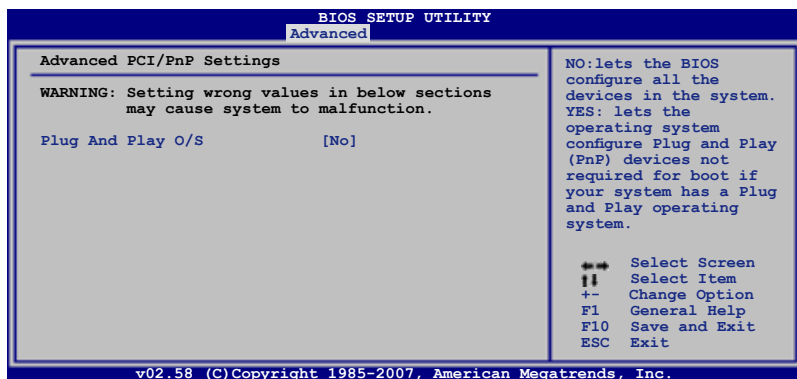 BIOS SETUP UTILITY
Advanced
Advanced PCI/PnP Settings
WARNING: Setting wrong values in below sections
may cause system to malfunction.
Plug And Play O/S [No]
NO:lets the BIOS
configure all the
devices in the system.
YES: lets the
operating system
configure Plug and Play
(PnP) devices not
required for boot if
your system has a Plug
and Play operating
system.
←→ Select Screen
↑↓ Select Item
+- Change Option
F1 General Help
F10 Save and Exit
ESC Exit
v02.58 (C)Copyright 1985-2007, American Megatrends, Inc.